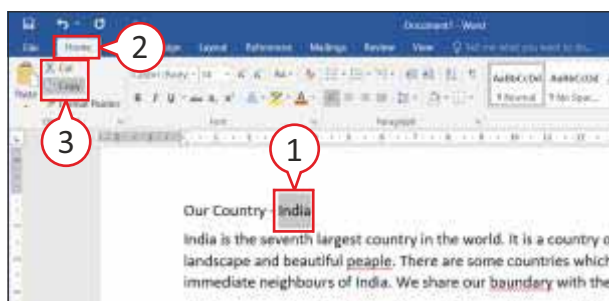 Document1 - Word
File Home Layout References Mailings Review View Tell me what you want to do...
Cut
Copy
Format Painter
Paste
AaBbCcDd AaBbCcDd
Normal No Spac...
Font Paragraph
2
3
1
Our Country - India
India is the seventh largest country in the world. It is a country o
landscape and beautiful peaple. There are some countries which
immediate neighbours of India. We share our baundary with the